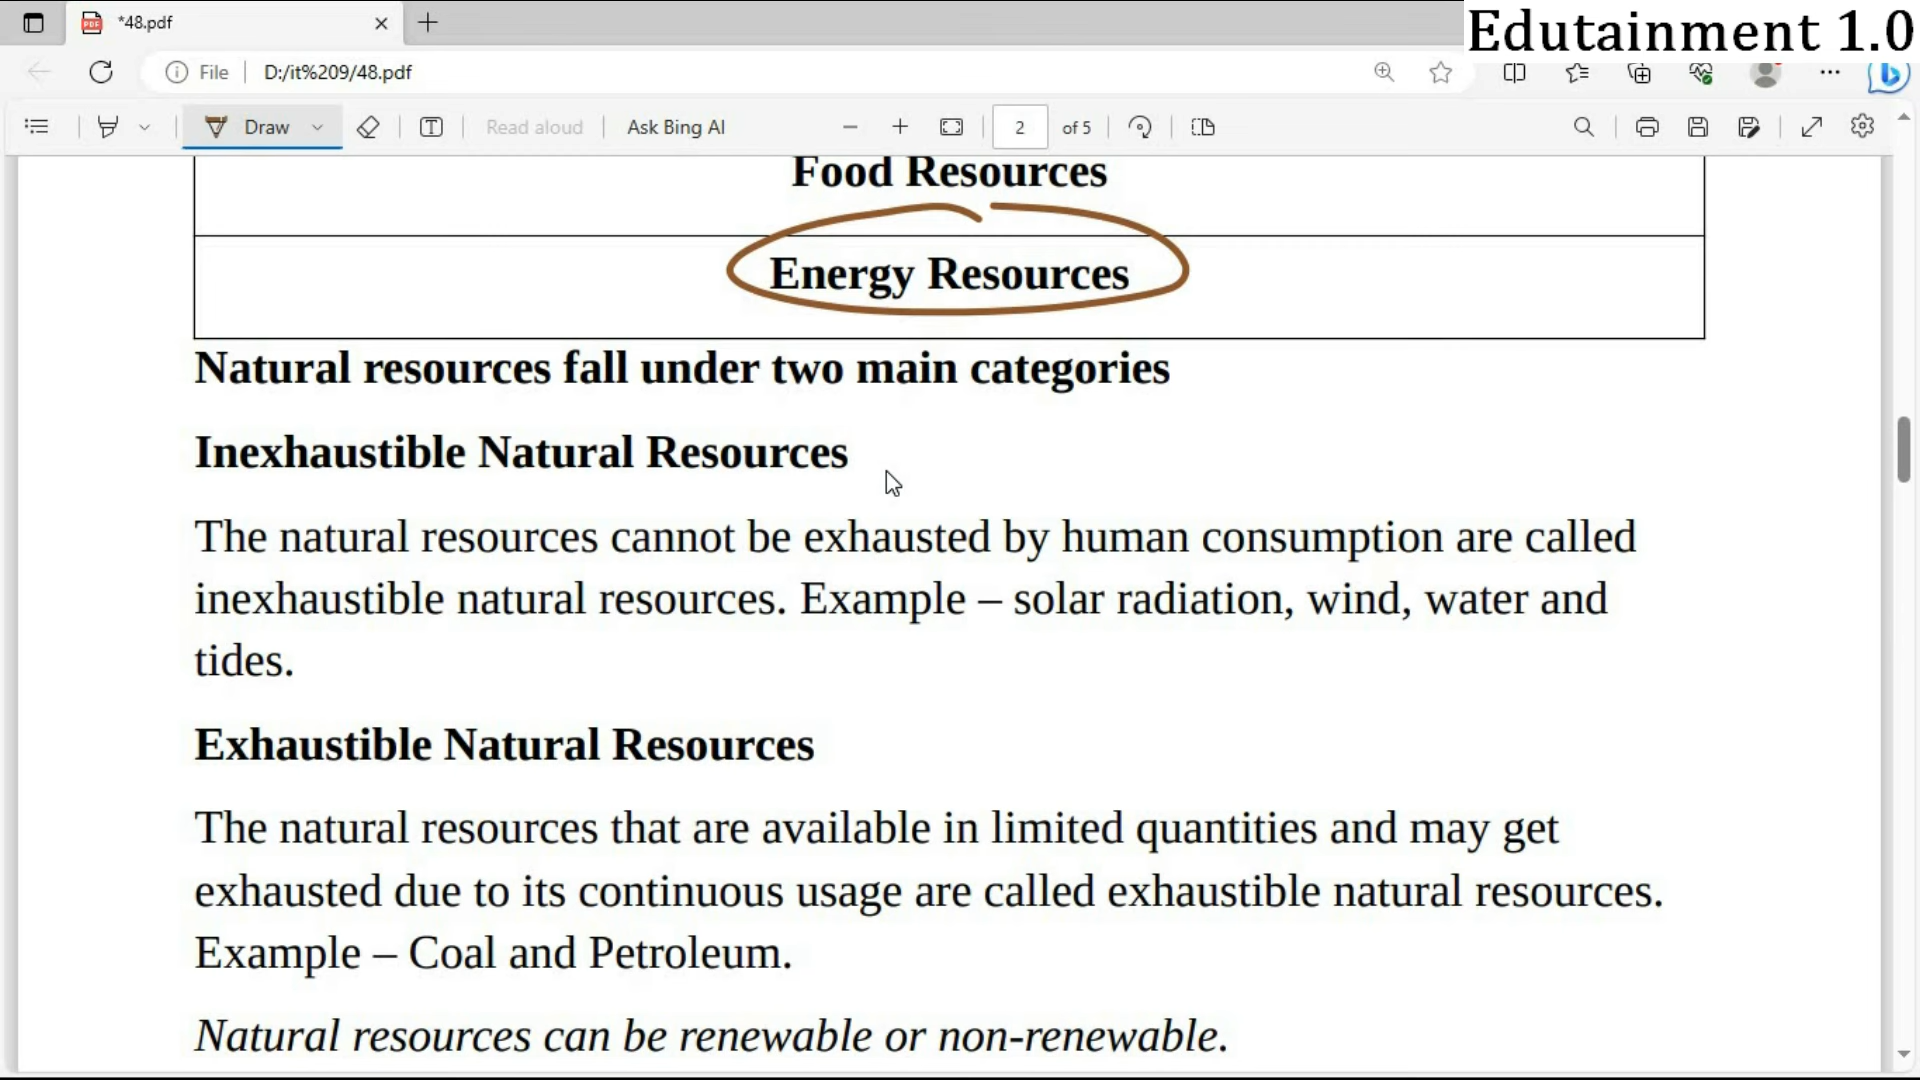 *48.pdf
Edutainment 1.0
File
D:/it%209/48.pdf
Draw
Read aloud
Ask Bing AI
2
of 5
Food Resources
Energy Resources
Natural resources fall under two main categories
Inexhaustible Natural Resources
The natural resources cannot be exhausted by human consumption are called
inexhaustible natural resources. Example – solar radiation, wind, water and
tides.
Exhaustible Natural Resources
The natural resources that are available in limited quantities and may get
exhausted due to its continuous usage are called exhaustible natural resources.
Example – Coal and Petroleum.
Natural resources can be renewable or non-renewable.